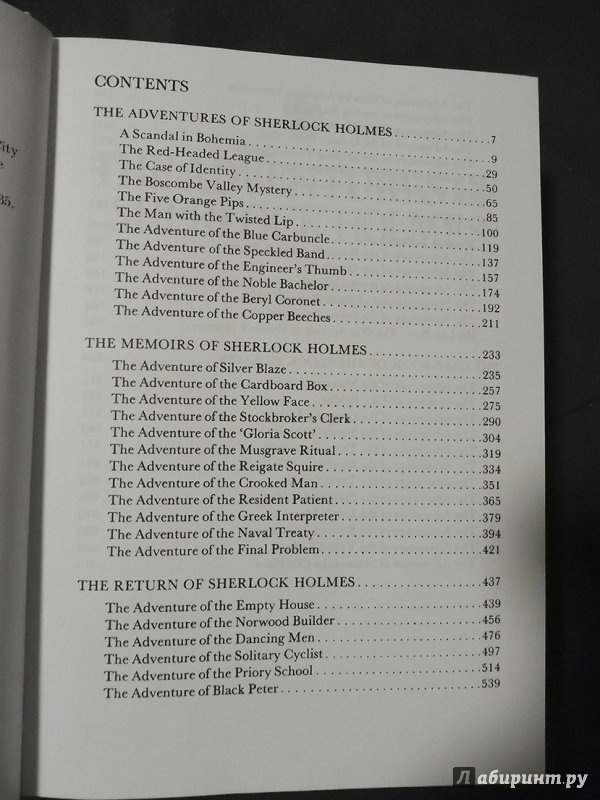 City
e
85,
CONTENTS
THE ADVENTURES OF SHERLOCK HOLMES 7
A Scandal in Bohemia 9
The Red-Headed League 29
The Case of Identity 50
The Boscombe Valley Mystery 65
The Five Orange Pips 85
The Man with the Twisted Lip 100
The Adventure of the Blue Carbuncle 119
The Adventure of the Speckled Band 137
The Adventure of the Engineer's Thumb 157
The Adventure of the Noble Bachelor 174
The Adventure of the Beryl Coronet 192
The Adventure of the Copper Beeches 211
THE MEMOIRS OF SHERLOCK HOLMES 233
The Adventure of Silver Blaze 235
The Adventure of the Cardboard Box 257
The Adventure of the Yellow Face 275
The Adventure of the Stockbroker's Clerk 290
The Adventure of the ‘Gloria Scott’ 304
The Adventure of the Musgrave Ritual 319
The Adventure of the Reigate Squire 334
The Adventure of the Crooked Man 351
The Adventure of the Resident Patient 365
The Adventure of the Greek Interpreter 379
The Adventure of the Naval Treaty 394
The Adventure of the Final Problem 421
THE RETURN OF SHERLOCK HOLMES 437
The Adventure of the Empty House 439
The Adventure of the Norwood Builder 456
The Adventure of the Dancing Men 476
The Adventure of the Solitary Cyclist 497
The Adventure of the Priory School 514
The Adventure of Black Peter 539
абиринт.ру